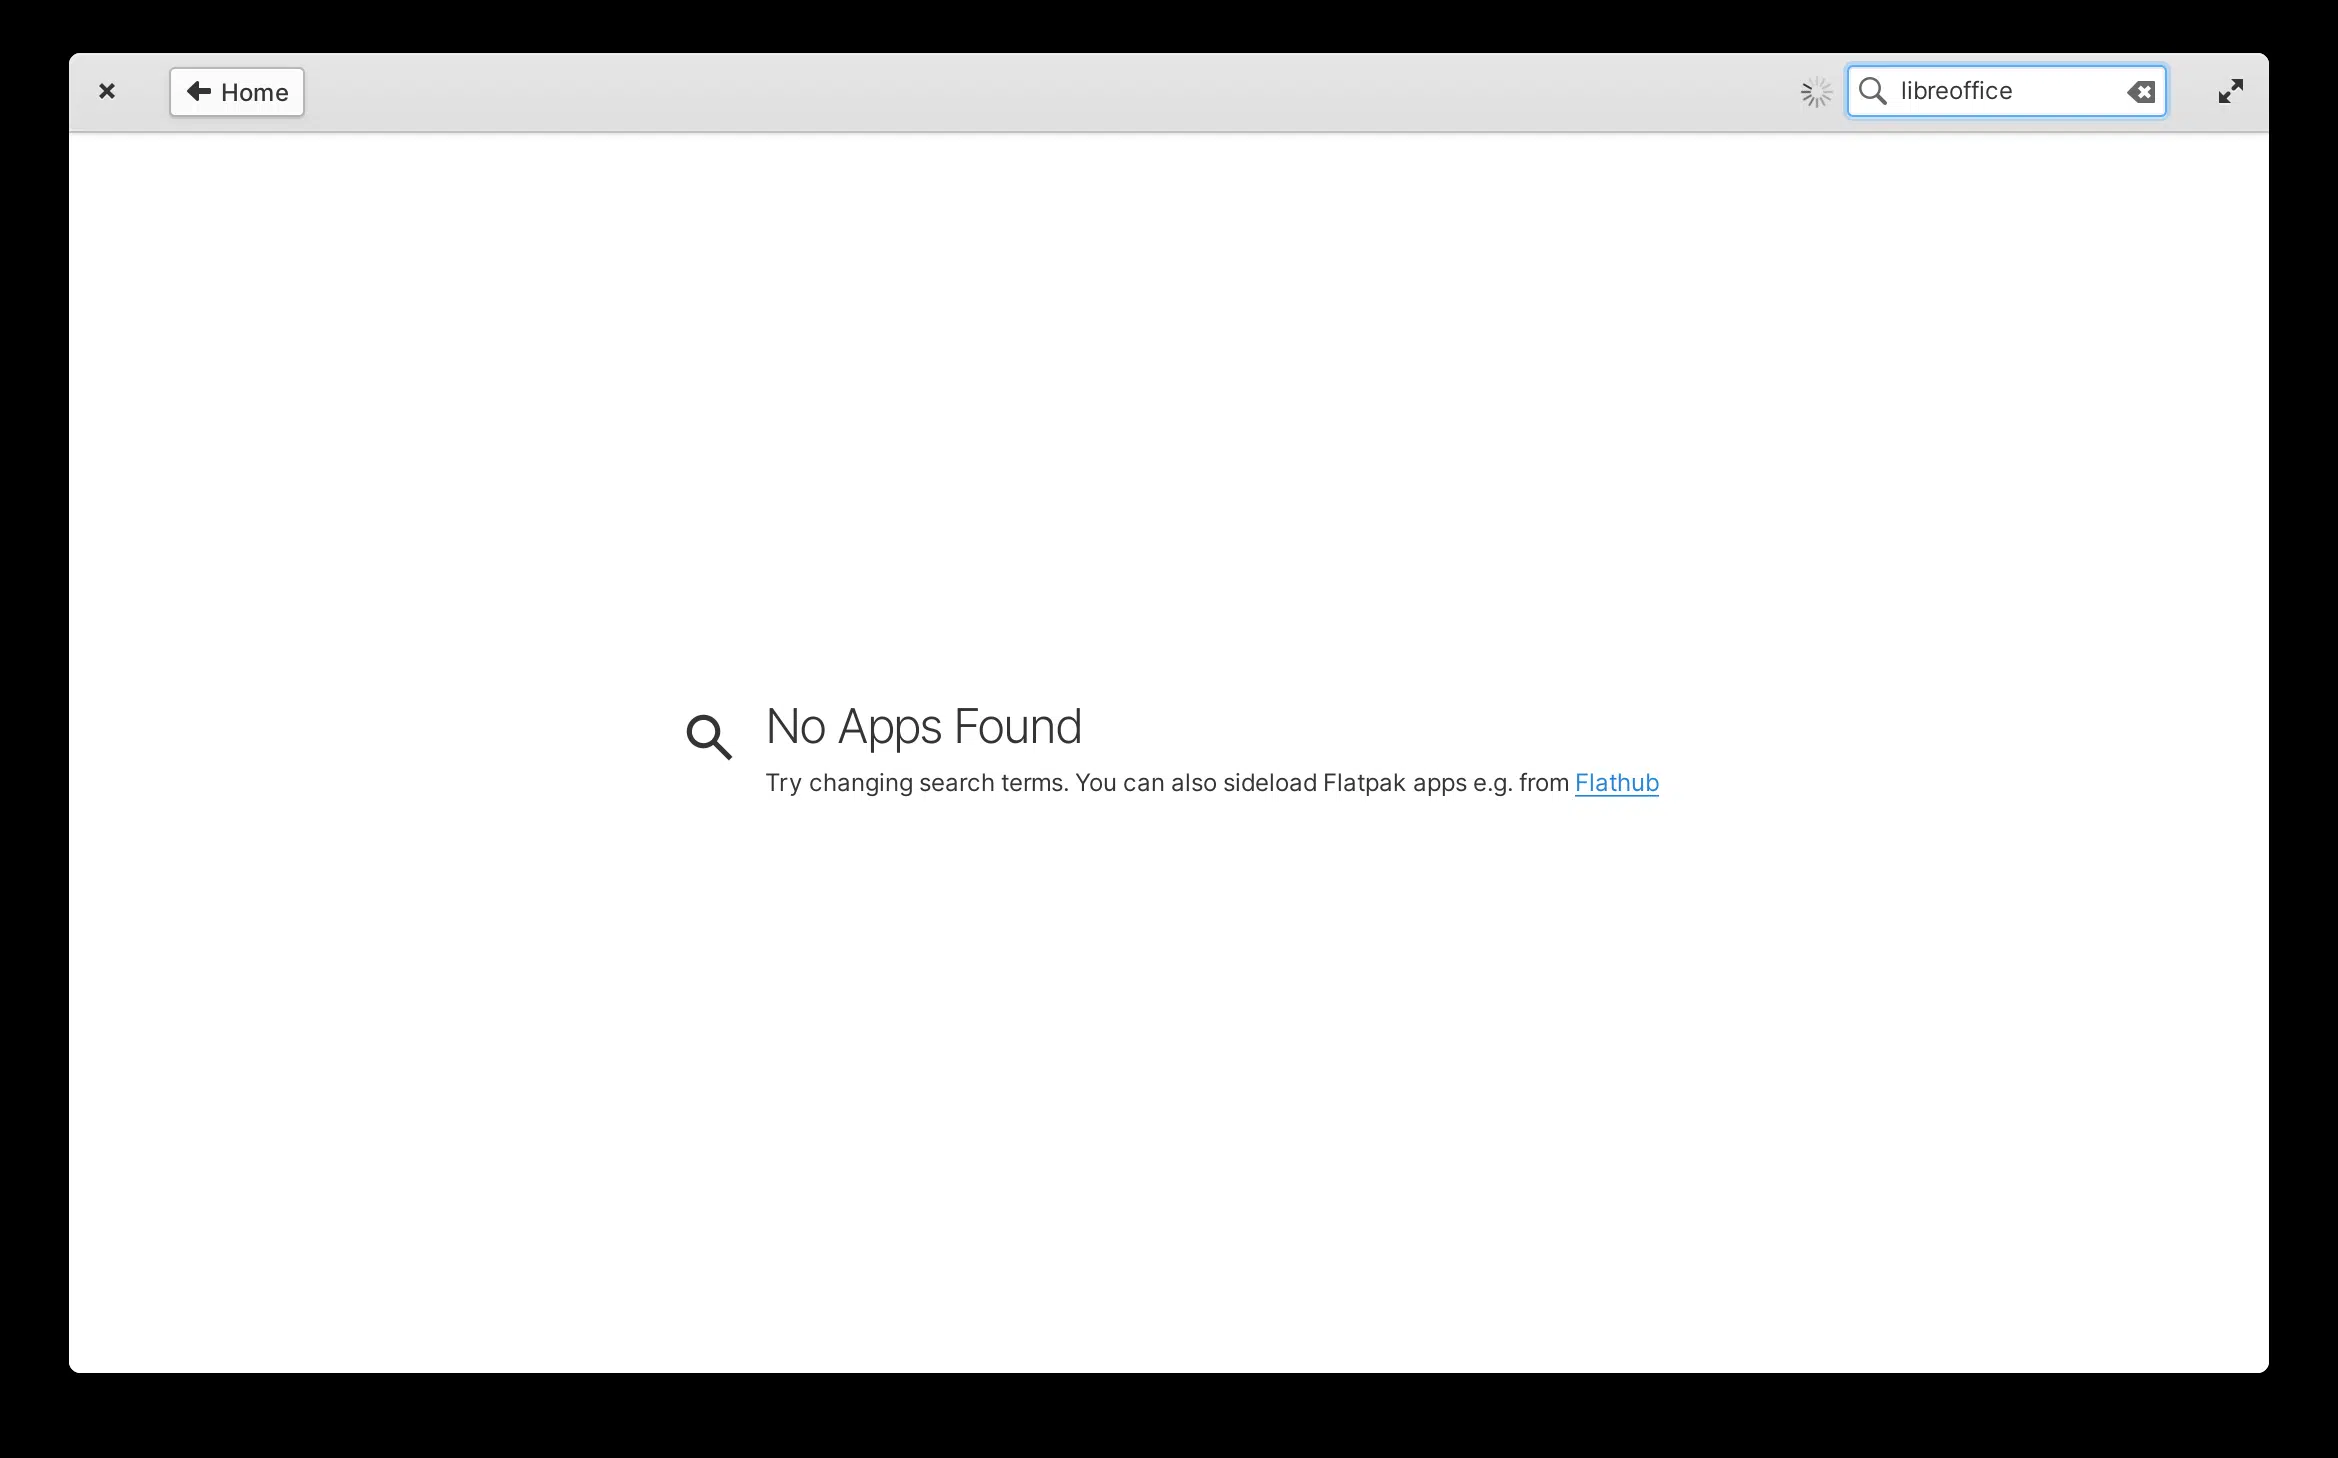 Home
libreoffice
No Apps Found
Try changing search terms. You can also sideload Flatpak apps e.g. from Flathub